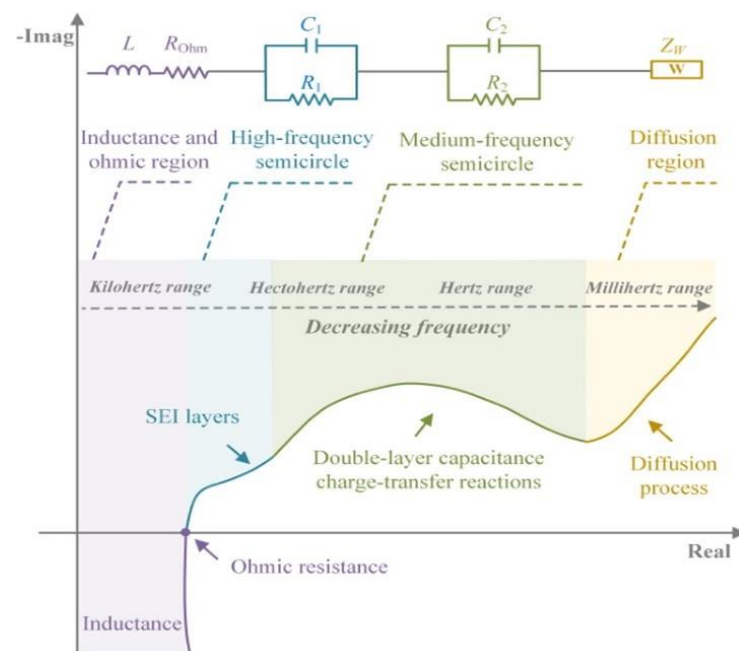 -Imag
L
R_Ohm
C_1
R_1
C_2
R_2
Z_W
W
Inductance and
ohmic region
High-frequency
semicircle
Medium-frequency
semicircle
Diffusion
region
Kilohertz range
Hectohertz range
Hertz range
Millihertz range
Decreasing frequency
SEI layers
Double-layer capacitance
charge-transfer reactions
Diffusion
process
Real
Ohmic resistance
Inductance